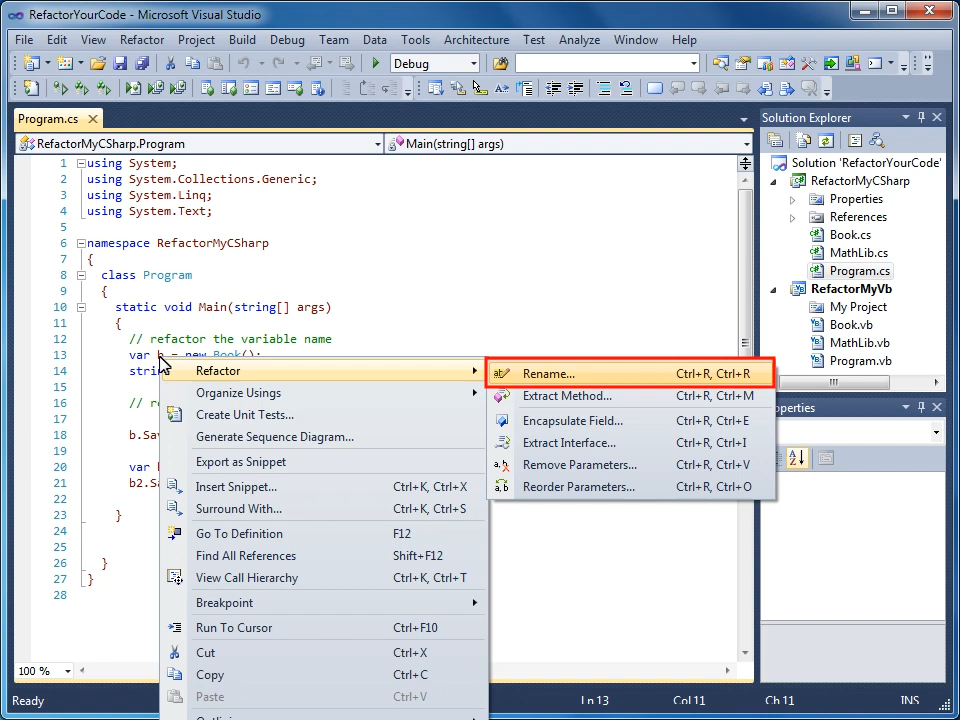 RefactorYourCode - Microsoft Visual Studio
File Edit View Refactor Project Build Debug Team Data Tools Architecture Test Analyze Window Help
Debug
Program.cs
RefactorMyCSharp.Program
Main(string[] args)
1 using System;
2 using System.Collections.Generic;
3 using System.Linq;
4 using System.Text;
5
6 namespace RefactorMyCSharp
7 {
8 class Program
9 {
10 static void Main(string[] args)
11 {
12 // refactor the variable name
13 var b = new Book();
14
15
16 //
17
18 b.Sav
19
20 var
21 b2.S
22
23 }
24
25
26 }
27 }
28
Refactor
Organize Usings
Create Unit Tests...
Generate Sequence Diagram...
Export as Snippet
Insert Snippet... Ctrl+K, Ctrl+X
Surround With... Ctrl+K, Ctrl+S
Go To Definition F12
Find All References Shift+F12
View Call Hierarchy Ctrl+K, Ctrl+T
Breakpoint
Run To Cursor Ctrl+F10
Cut Ctrl+X
Copy Ctrl+C
Paste Ctrl+V
Rename... Ctrl+R, Ctrl+R
Extract Method... Ctrl+R, Ctrl+M
Encapsulate Field... Ctrl+R, Ctrl+E
Extract Interface... Ctrl+R, Ctrl+I
Remove Parameters... Ctrl+R, Ctrl+V
Reorder Parameters... Ctrl+R, Ctrl+O
Solution Explorer
Solution 'RefactorYourCode'
RefactorMyCSharp
Properties
References
Book.cs
MathLib.cs
Program.cs
RefactorMyVb
My Project
Book.vb
MathLib.vb
Program.vb
operties
100 %
Ready Ln 13 Col 11 Ch 11 INS